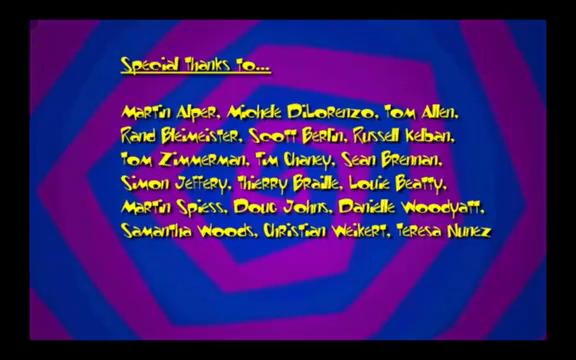 Special Thanks to...
Martin Alper, Michele DiLorenzo, Tom Allen,
Rand Bleimeister, Scott Berlin, Russell Kelban,
Tom Zimmerman, Tim Chaney, Sean Brennan,
Simon Jeffery, Thierry Braille, Louie Beatty,
Martin Spiess, Doug Johns, Danielle Woodyatt,
Samantha Woods, Christian Weikert, Teresa Nunez